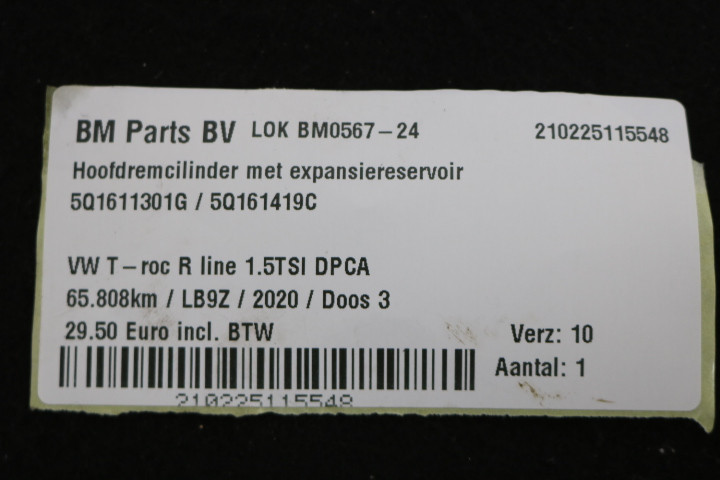 BM Parts BV LOK BM0567-24 210225115548
Hoofdremcilinder met expansiereservoir
5Q1611301G / 5Q161419C
VW T-roc R line 1.5TSI DPCA
65.808km / LB9Z / 2020 / Doos 3
29.50 Euro incl. BTW Verz: 10
Aantal: 1
210225115548